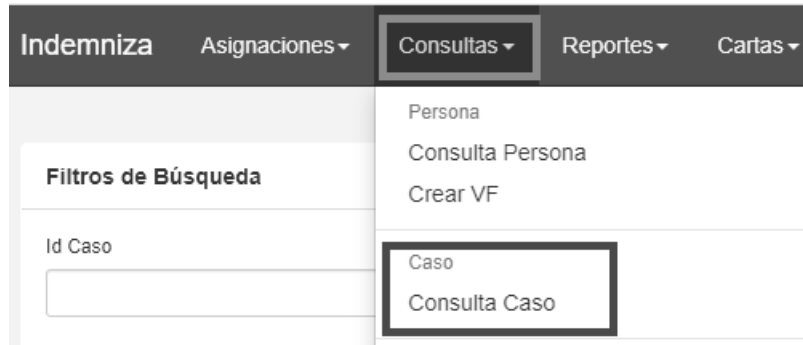 Indemniza Asignaciones Consultas Reportes Cartas
Persona
Consulta Persona
Crear VF
Filtros de Búsqueda
Id Caso
Caso
Consulta Caso